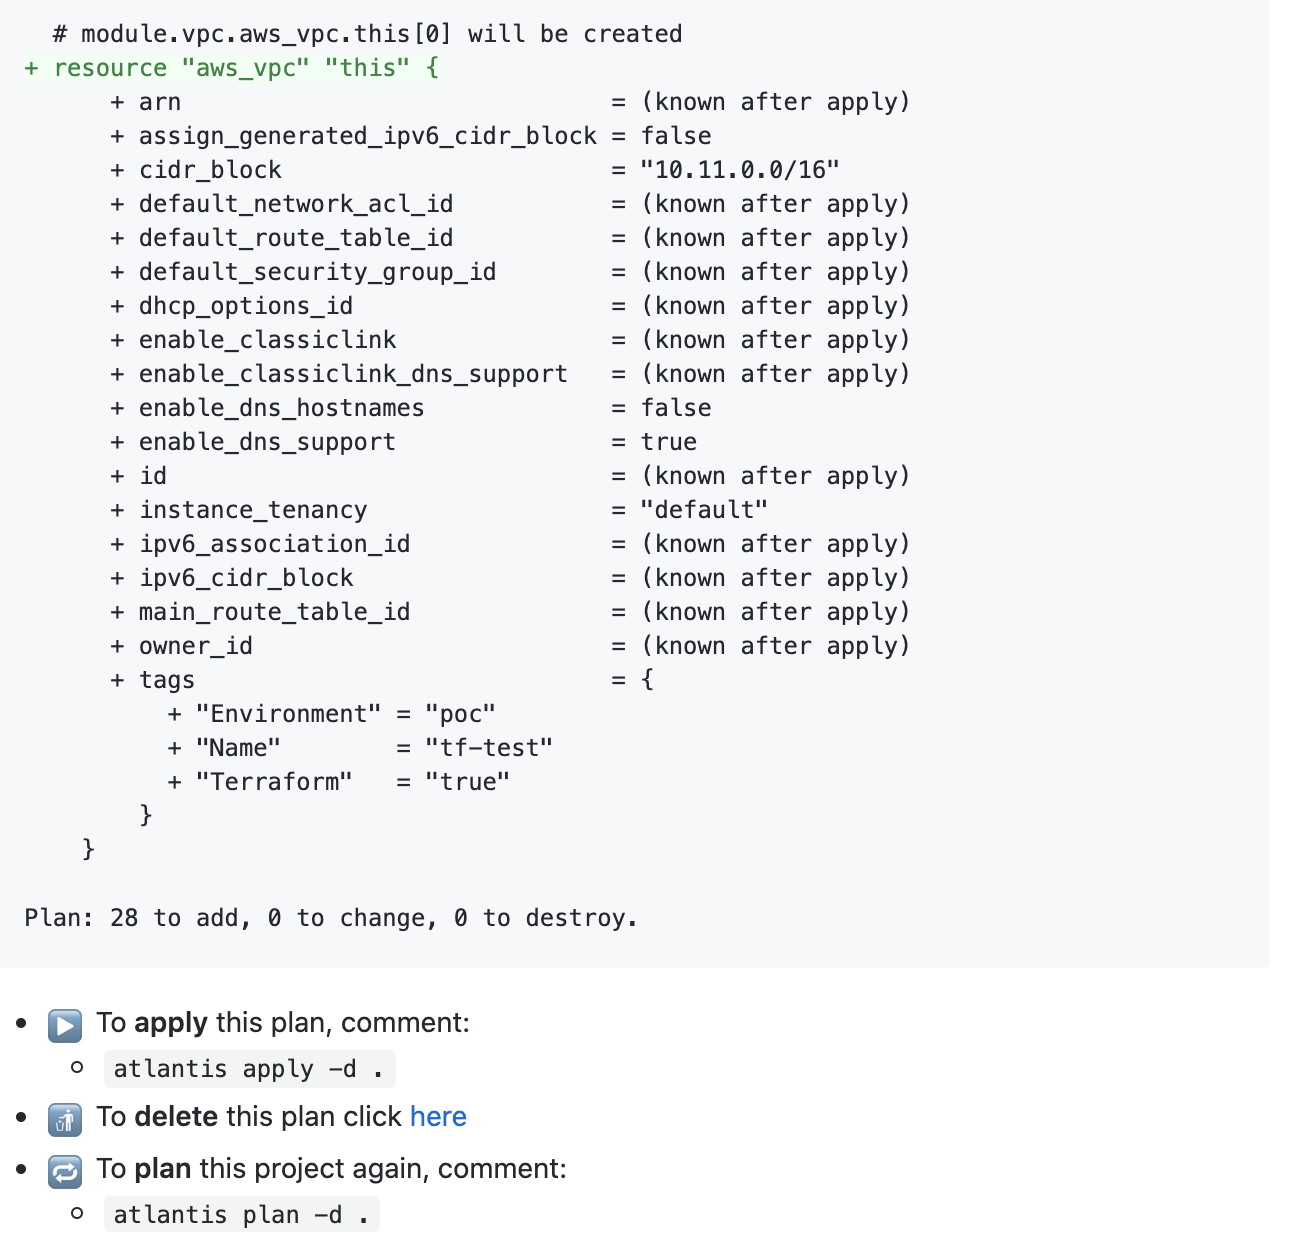 # module.vpc.aws_vpc.this[0] will be created
+ resource "aws_vpc" "this" {
+ arn = (known after apply)
+ assign_generated_ipv6_cidr_block = false
+ cidr_block = "10.11.0.0/16"
+ default_network_acl_id = (known after apply)
+ default_route_table_id = (known after apply)
+ default_security_group_id = (known after apply)
+ dhcp_options_id = (known after apply)
+ enable_classiclink = (known after apply)
+ enable_classiclink_dns_support = (known after apply)
+ enable_dns_hostnames = false
+ enable_dns_support = true
+ id = (known after apply)
+ instance_tenancy = "default"
+ ipv6_association_id = (known after apply)
+ ipv6_cidr_block = (known after apply)
+ main_route_table_id = (known after apply)
+ owner_id = (known after apply)
+ tags = {
+ "Environment" = "poc"
+ "Name" = "tf-test"
+ "Terraform" = "true"
}
}
Plan: 28 to add, 0 to change, 0 to destroy.
To apply this plan, comment:
atlantis apply -d .
To delete this plan click here
To plan this project again, comment:
atlantis plan -d .